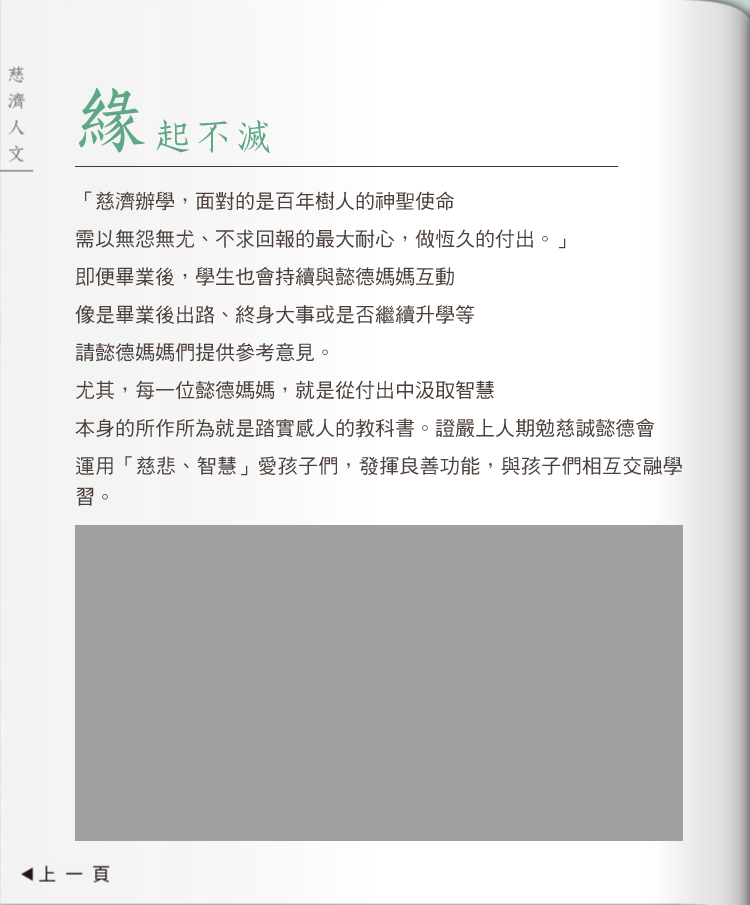 慈濟人文
緣起不滅
「慈濟辦學，面對的是百年樹人的神聖使命
需以無怨無尤、不求回報的最大耐心，做恆久的付出。」
即便畢業後，學生也會持續與懿德媽媽互動
像是畢業後出路、終身大事或是否繼續升學等
請懿德媽媽們提供參考意見。
尤其，每一位懿德媽媽，就是從付出中汲取智慧
本身的所作所為就是踏實感人的教科書。證嚴上人期勉慈誠懿德會
運用「慈悲、智慧」愛孩子們，發揮良善功能，與孩子們相互交融學
習。
◀上一頁